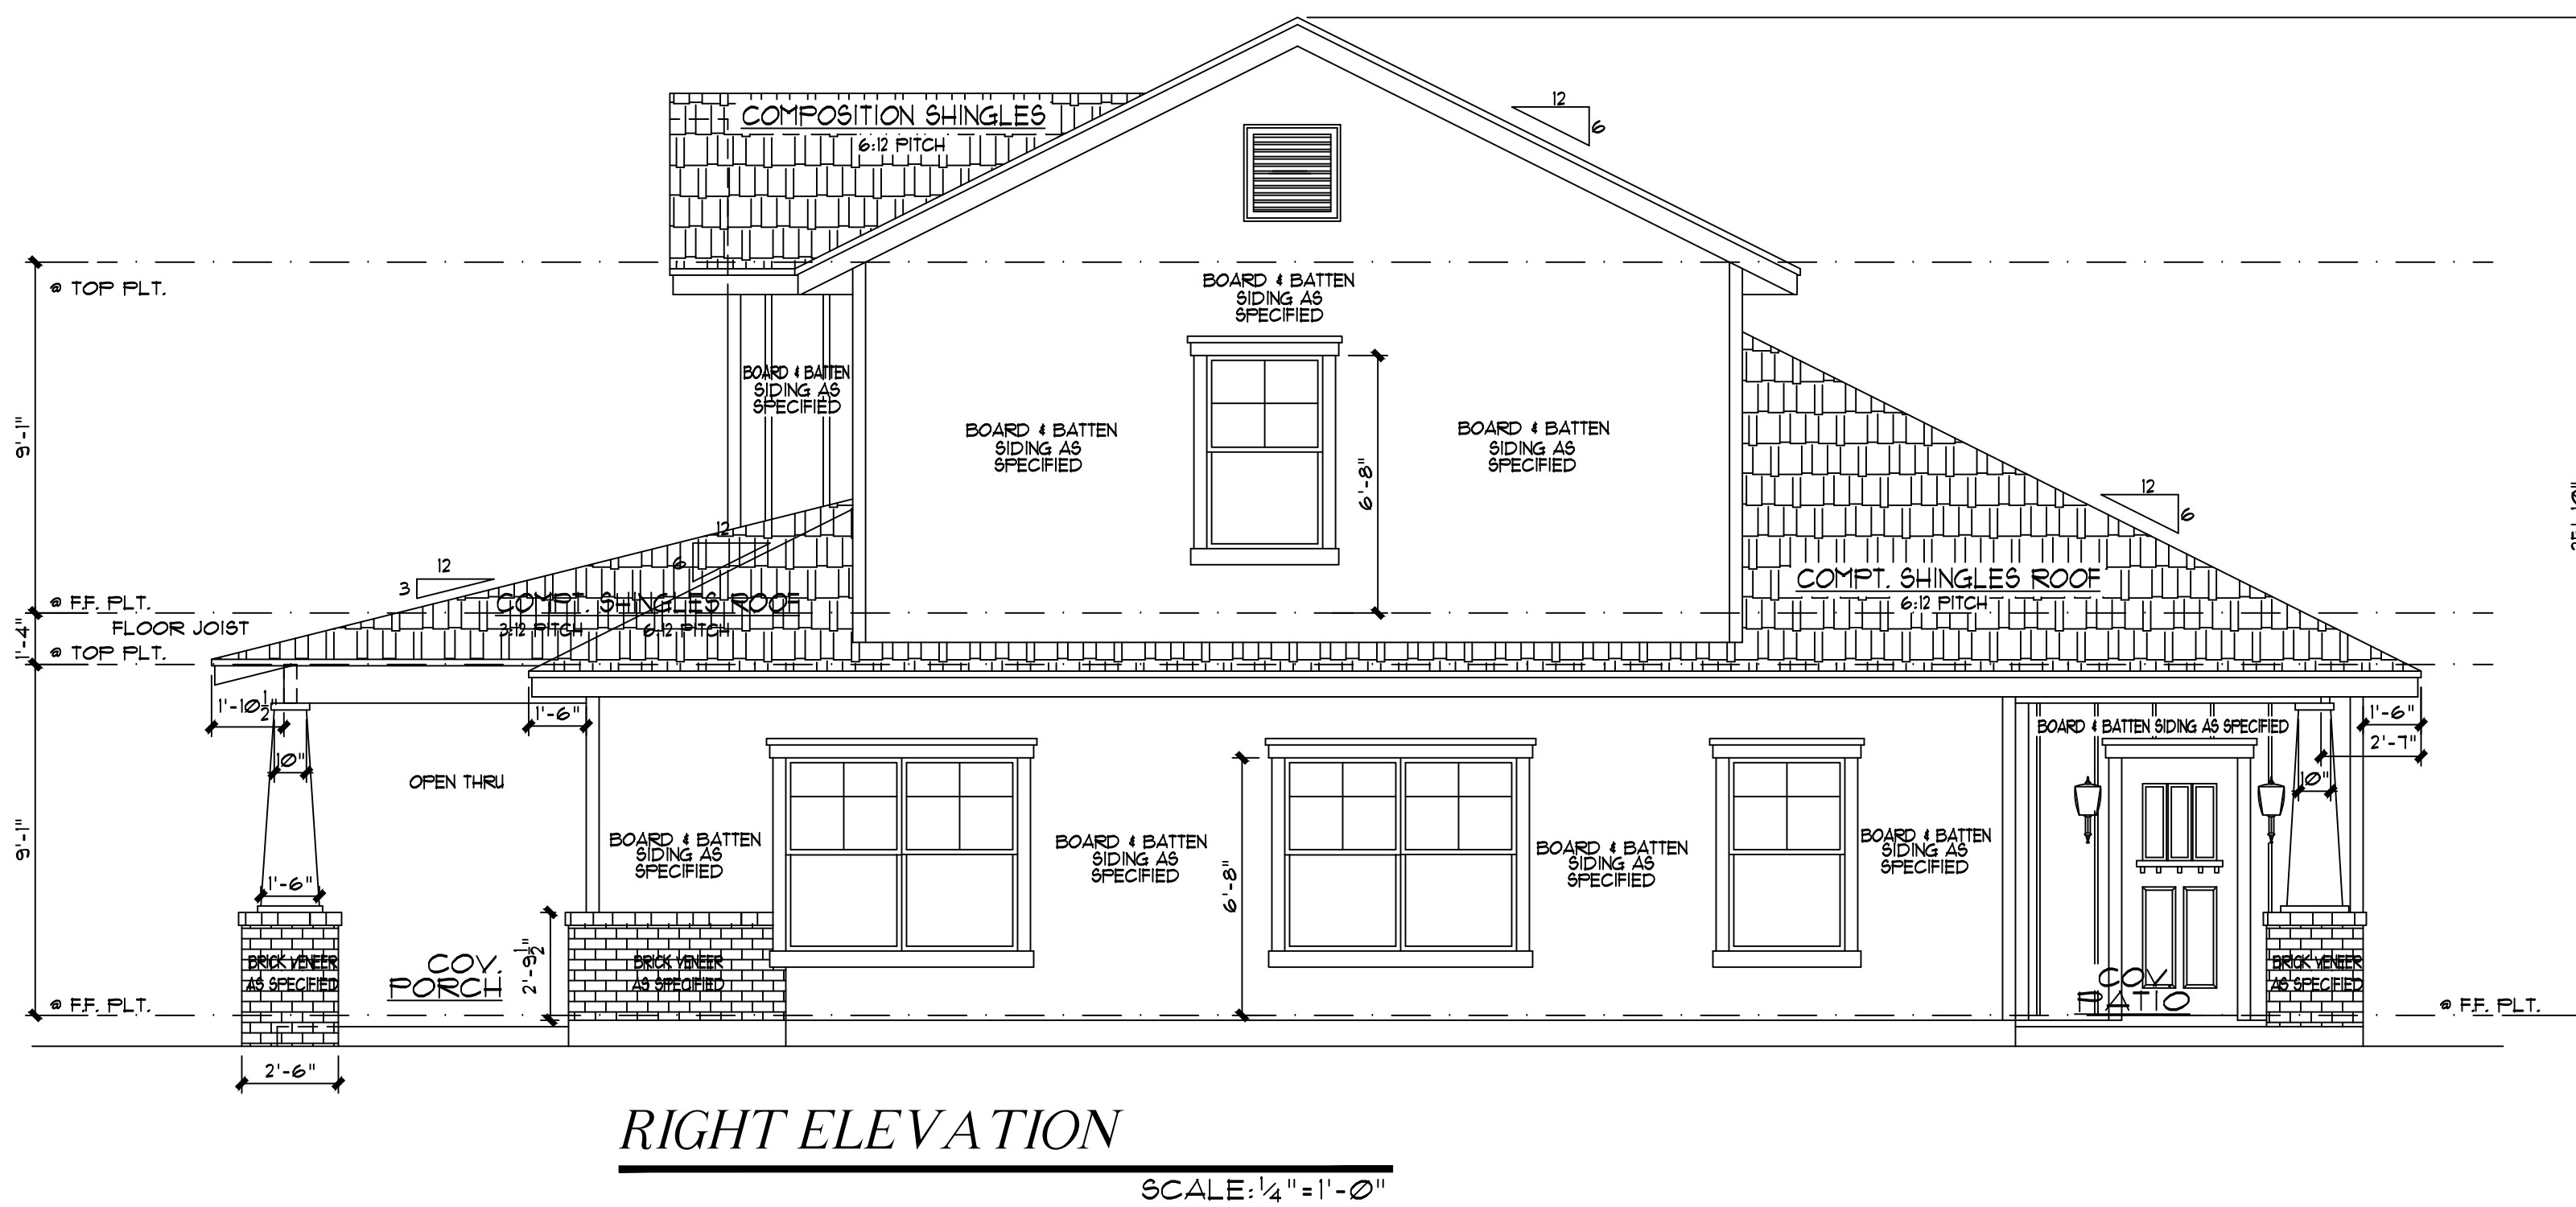 12
6
COMPOSITION SHINGLES
6:12 PITCH
@ TOP PLT.
BOARD & BATTEN
SIDING AS
SPECIFIED
BOARD & BATTEN
SIDING AS
SPECIFIED
BOARD & BATTEN
SIDING AS
SPECIFIED
BOARD & BATTEN
SIDING AS
SPECIFIED
9'-1"
6'-8"
12
6
12
6
12
3
COMPT. SHINGLES ROOF
6:12 PITCH
@ F.F. PLT.
COMPT. SHINGLES ROOF
3:12 PITCH
6:12 PITCH
FLOOR JOIST
1'-4"
@ TOP PLT.
1'-10 1/2"
1'-6"
1'-6"
BOARD & BATTEN SIDING AS SPECIFIED
2'-7"
10"
10"
OPEN THRU
9'-1"
BOARD & BATTEN
SIDING AS
SPECIFIED
BOARD & BATTEN
SIDING AS
SPECIFIED
BOARD & BATTEN
SIDING AS
SPECIFIED
BOARD & BATTEN
SIDING AS
SPECIFIED
6'-8"
1'-6"
2'-9 1/2"
BRICK VENEER
AS SPECIFIED
COV.
PORCH
BRICK VENEER
AS SPECIFIED
COV.
PATIO
BRICK VENEER
AS SPECIFIED
@ F.F. PLT.
@ F.F. PLT.
2'-6"
RIGHT ELEVATION
SCALE: 1/4" = 1'-0"